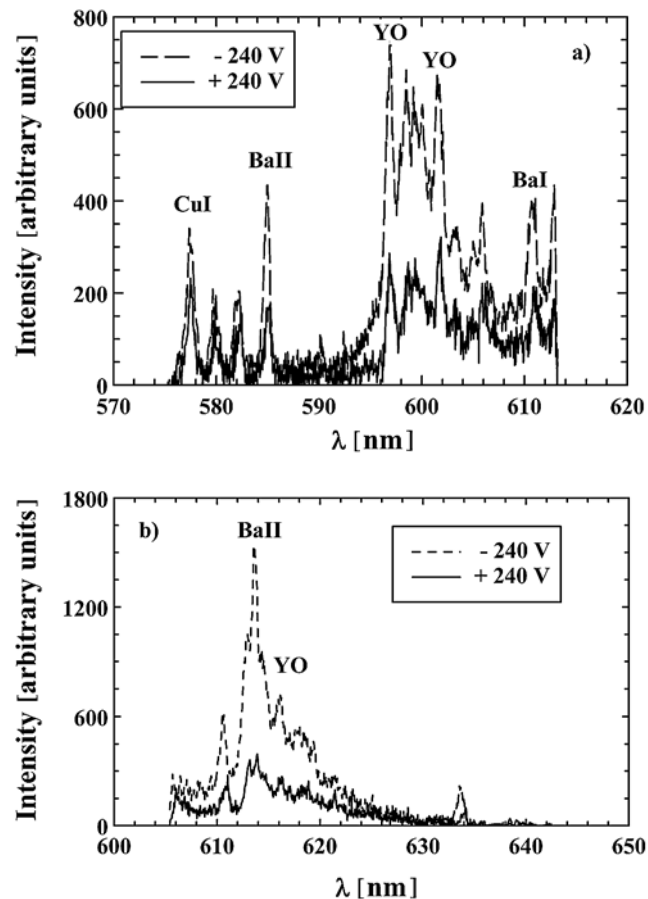 800
600
400
200
0
Intensity [arbitrary units]
- 240 V
+ 240 V
YO
YO
a)
BaII
CuI
BaI
570 580 590 600 610 620
λ [nm]
1800
1200
600
0
Intensity [arbitrary units]
b)
BaII
- 240 V
+ 240 V
YO
600 610 620 630 640 650
λ [nm]